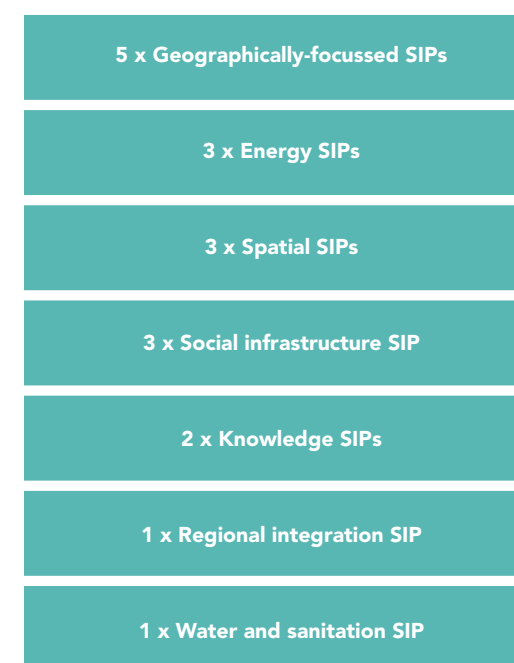 5 x Geographically-focussed SIPs
3 x Energy SIPs
3 x Spatial SIPs
3 x Social infrastructure SIP
2 x Knowledge SIPs
1 x Regional integration SIP
1 x Water and sanitation SIP